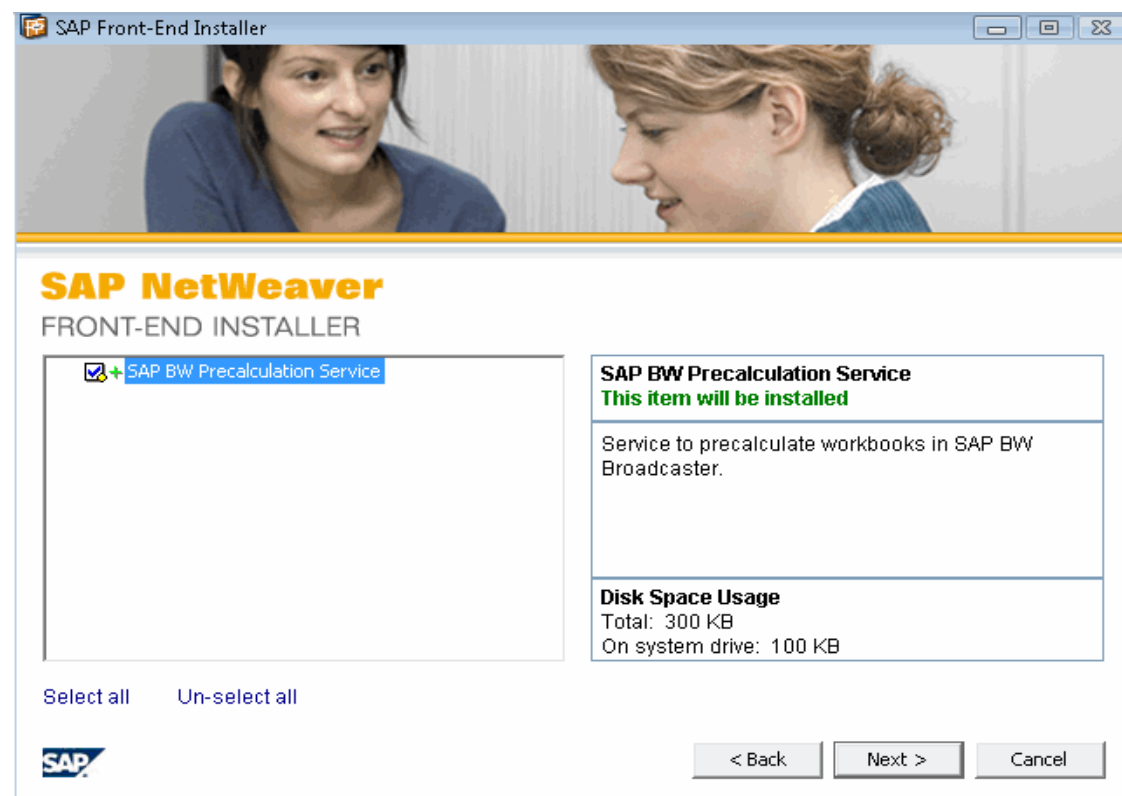 SAP Front-End Installer
SAP NetWeaver
FRONT-END INSTALLER
SAP BW Precalculation Service
SAP BW Precalculation Service
This item will be installed
Service to precalculate workbooks in SAP BW
Broadcaster.
Disk Space Usage
Total: 300 KB
On system drive: 100 KB
Select all Un-select all
SAP
< Back Next > Cancel